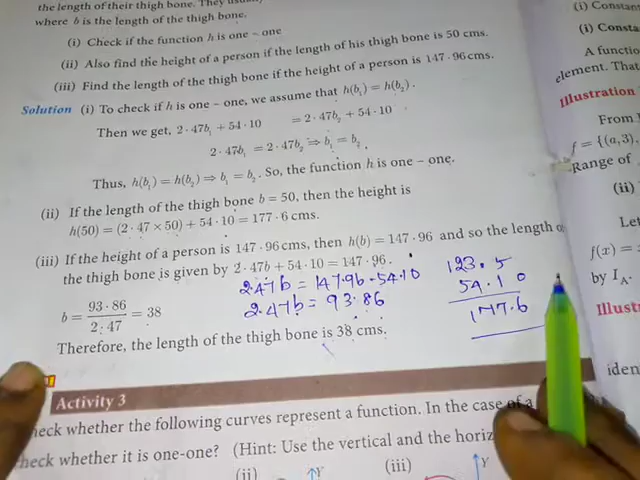 the length of their thigh bone. They
where b is the length of the thigh bone.
(i) Check if the function h is one – one
(ii) Also find the height of a person if the length of his thigh bone is 50 cms.
(iii) Find the length of the thigh bone if the height of a person is 147·96 cms.
Solution (i) To check if h is one – one, we assume that h(b₁) = h(b₂).
Then we get, 2·47b₁ + 54·10 = 2·47b₂ + 54·10
2·47b₁ = 2·47b₂ ⇒ b₁ = b₂
Thus, h(b₁) = h(b₂) ⇒ b₁ = b₂. So, the function h is one – one.
(ii) If the length of the thigh bone b = 50, then the height is
h(50) = (2·47 × 50) + 54·10 = 177·6 cms.
(iii) If the height of a person is 147·96 cms, then h(b) = 147·96 and so the length
the thigh bone is given by 2·47b + 54·10 = 147·96.
2.47b = 147.96 - 54.10
2.47b = 93.86
b = 93·86 / 2·47 = 38
Therefore, the length of the thigh bone is 38 cms.
123.5
54.10
177.6
Activity 3
heck whether the following curves represent a function. In the case of a
heck whether it is one-one? (Hint: Use the vertical and the horiz
(ii)
Y
(iii)
Y
(i) Constant
(i) Consta
A functio
element. That
Illustration
From
f = {(a, 3),
Range of
(ii)
Let
f(x) =
by I_A.
Illust
iden